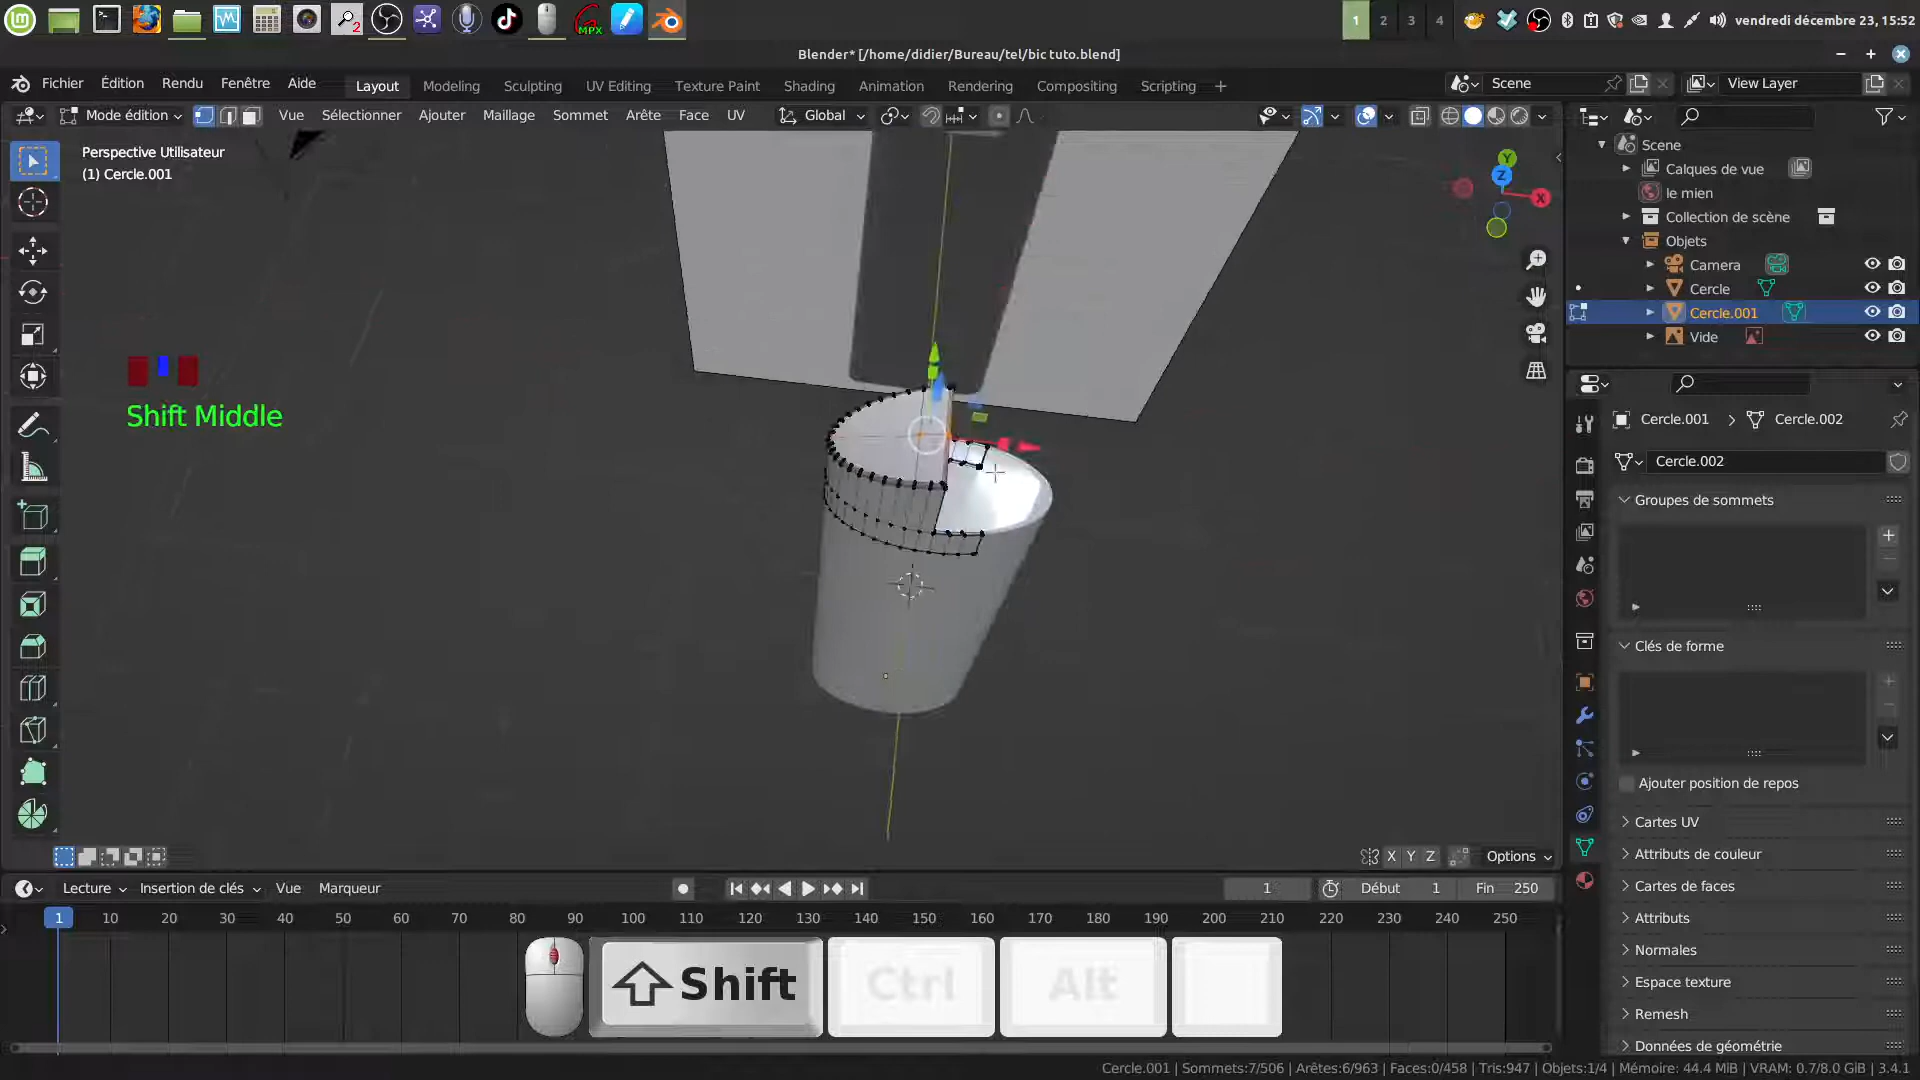 vendredi décembre 23, 15:52
1 2 3 4
2
MPX
Blender* [/home/didier/Bureau/tel/bic tuto.blend]
Fichier Édition Rendu Fenêtre Aide
Layout Modeling Sculpting UV Editing Texture Paint Shading Animation Rendering Compositing Scripting +
Scene
View Layer
Mode édition
Vue Sélectionner Ajouter Maillage Sommet Arête Face UV
Global
Perspective Utilisateur
(1) Cercle.001
Shift Middle
Y
Z
X
Scene
Calques de vue
le mien
Collection de scène
Objets
Camera
Cercle
Cercle.001
Vide
Cercle.001 > Cercle.002
Cercle.002
Groupes de sommets
Clés de forme
Ajouter position de repos
Cartes UV
Attributs de couleur
Cartes de faces
Attributs
Normales
Espace texture
Remesh
Données de géométrie
X Y Z
Options
Lecture Insertion de clés Vue Marqueur
1
Début 1
Fin 250
1 10 20 30 40 50 60 70 80 90 100 110 120 130 140 150 160 170 180 190 200 210 220 230 240 250
Shift Ctrl Alt
Cercle.001 | Sommets:7/506 | Arêtes:6/963 | Faces:0/458 | Tris:947 | Objets:1/4 | Mémoire: 44.4 MiB | VRAM: 0.7/8.0 GiB | 3.4.1